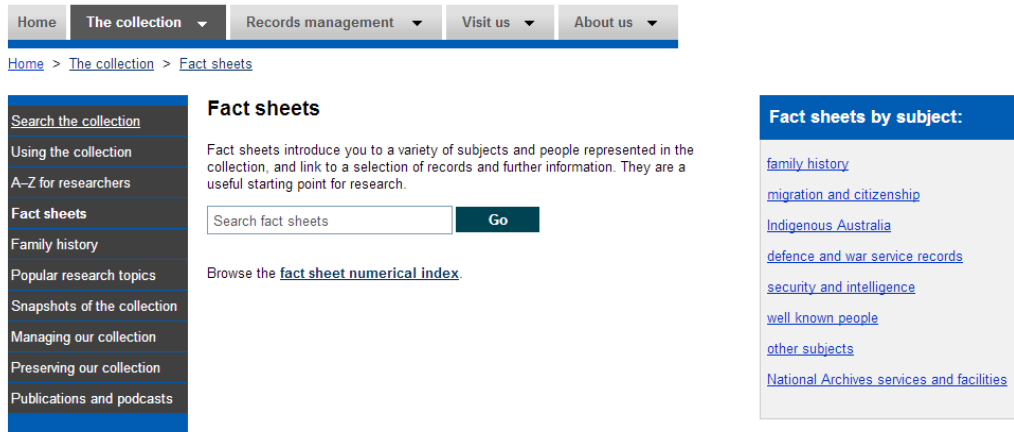 Home The collection Records management Visit us About us
Home > The collection > Fact sheets
Search the collection
Using the collection
A–Z for researchers
Fact sheets
Family history
Popular research topics
Snapshots of the collection
Managing our collection
Preserving our collection
Publications and podcasts
Fact sheets
Fact sheets introduce you to a variety of subjects and people represented in the
collection, and link to a selection of records and further information. They are a
useful starting point for research.
Search fact sheets Go
Browse the fact sheet numerical index.
Fact sheets by subject:
family history
migration and citizenship
Indigenous Australia
defence and war service records
security and intelligence
well known people
other subjects
National Archives services and facilities